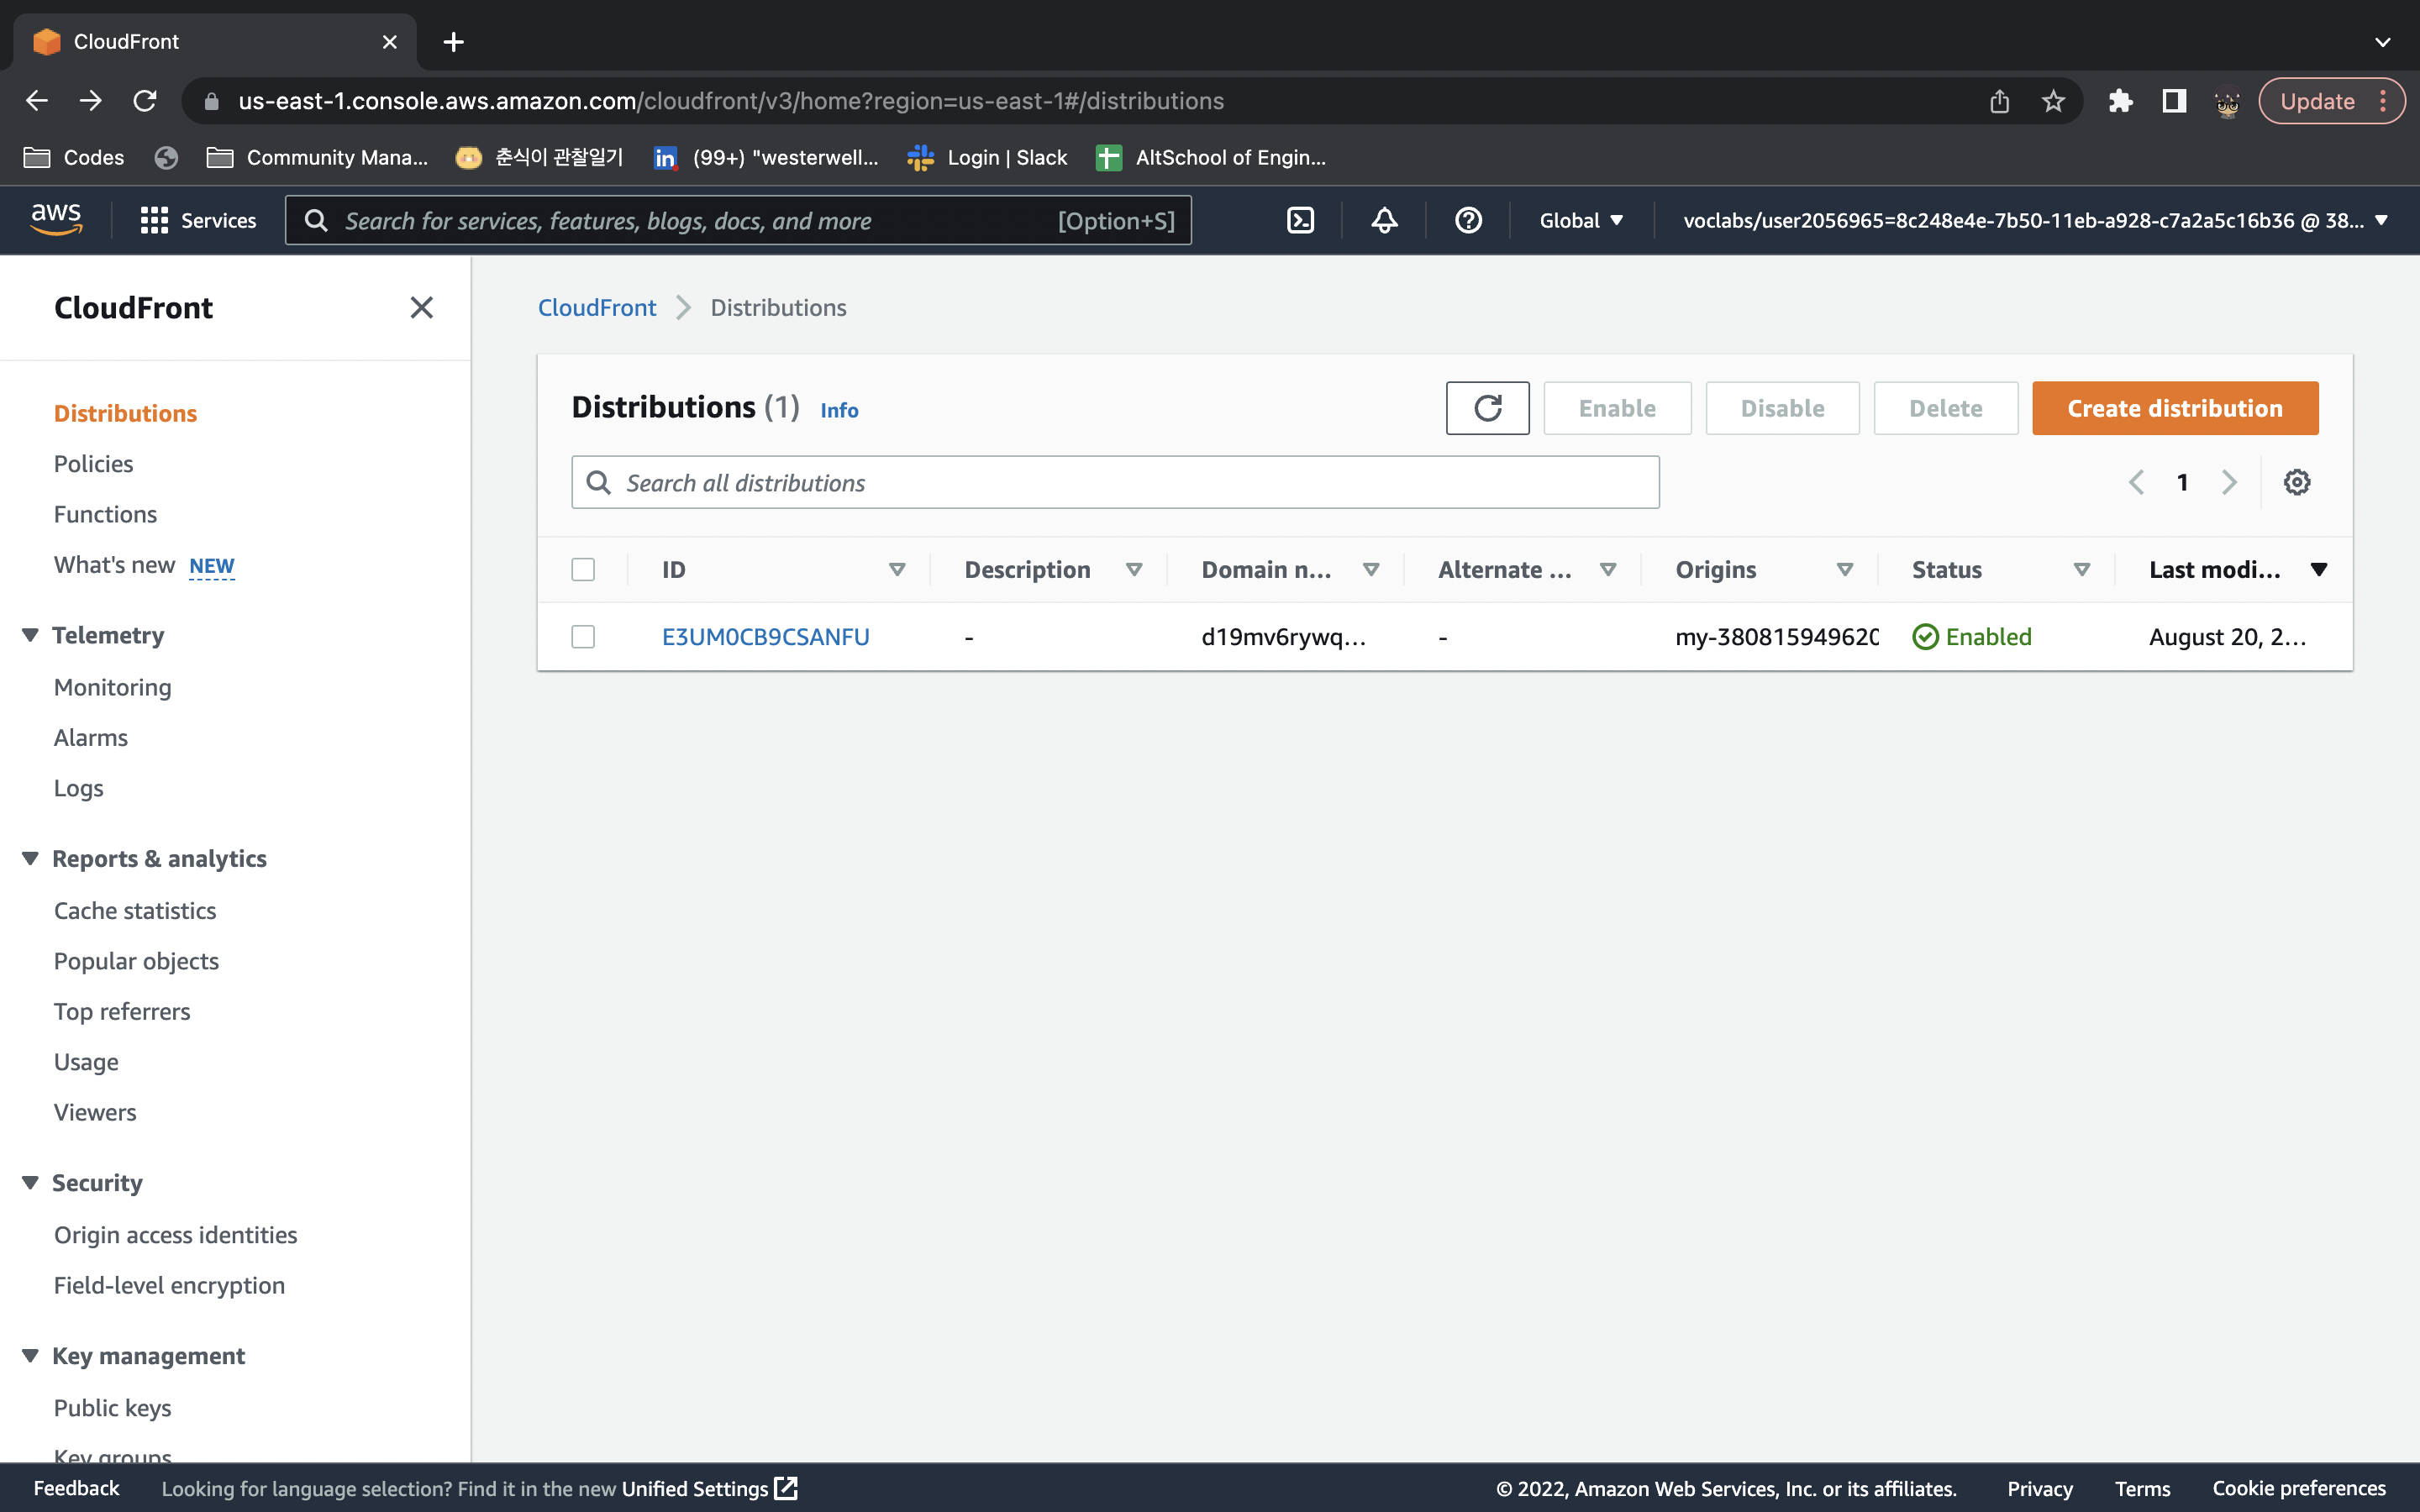 CloudFront
us-east-1.console.aws.amazon.com/cloudfront/v3/home?region=us-east-1#/distributions
Update
Codes
Community Mana...
춘식이 관찰일기
(99+) "westerwell...
Login | Slack
AltSchool of Engin...
aws
Services
Search for services, features, blogs, docs, and more
[Option+S]
Global
voclabs/user2056965=8c248e4e-7b50-11eb-a928-c7a2a5c16b36 @ 38...
CloudFront
Distributions
Policies
Functions
What's new NEW
Telemetry
Monitoring
Alarms
Logs
Reports & analytics
Cache statistics
Popular objects
Top referrers
Usage
Viewers
Security
Origin access identities
Field-level encryption
Key management
Public keys
Key groups
CloudFront
Distributions
Distributions (1) Info
Enable
Disable
Delete
Create distribution
Search all distributions
1
ID
Description
Domain n...
Alternate ...
Origins
Status
Last modi...
E3UM0CB9CSANFU
-
d19mv6rywq...
-
my-380815949620
Enabled
August 20, 2...
Feedback
Looking for language selection? Find it in the new Unified Settings
© 2022, Amazon Web Services, Inc. or its affiliates.
Privacy
Terms
Cookie preferences